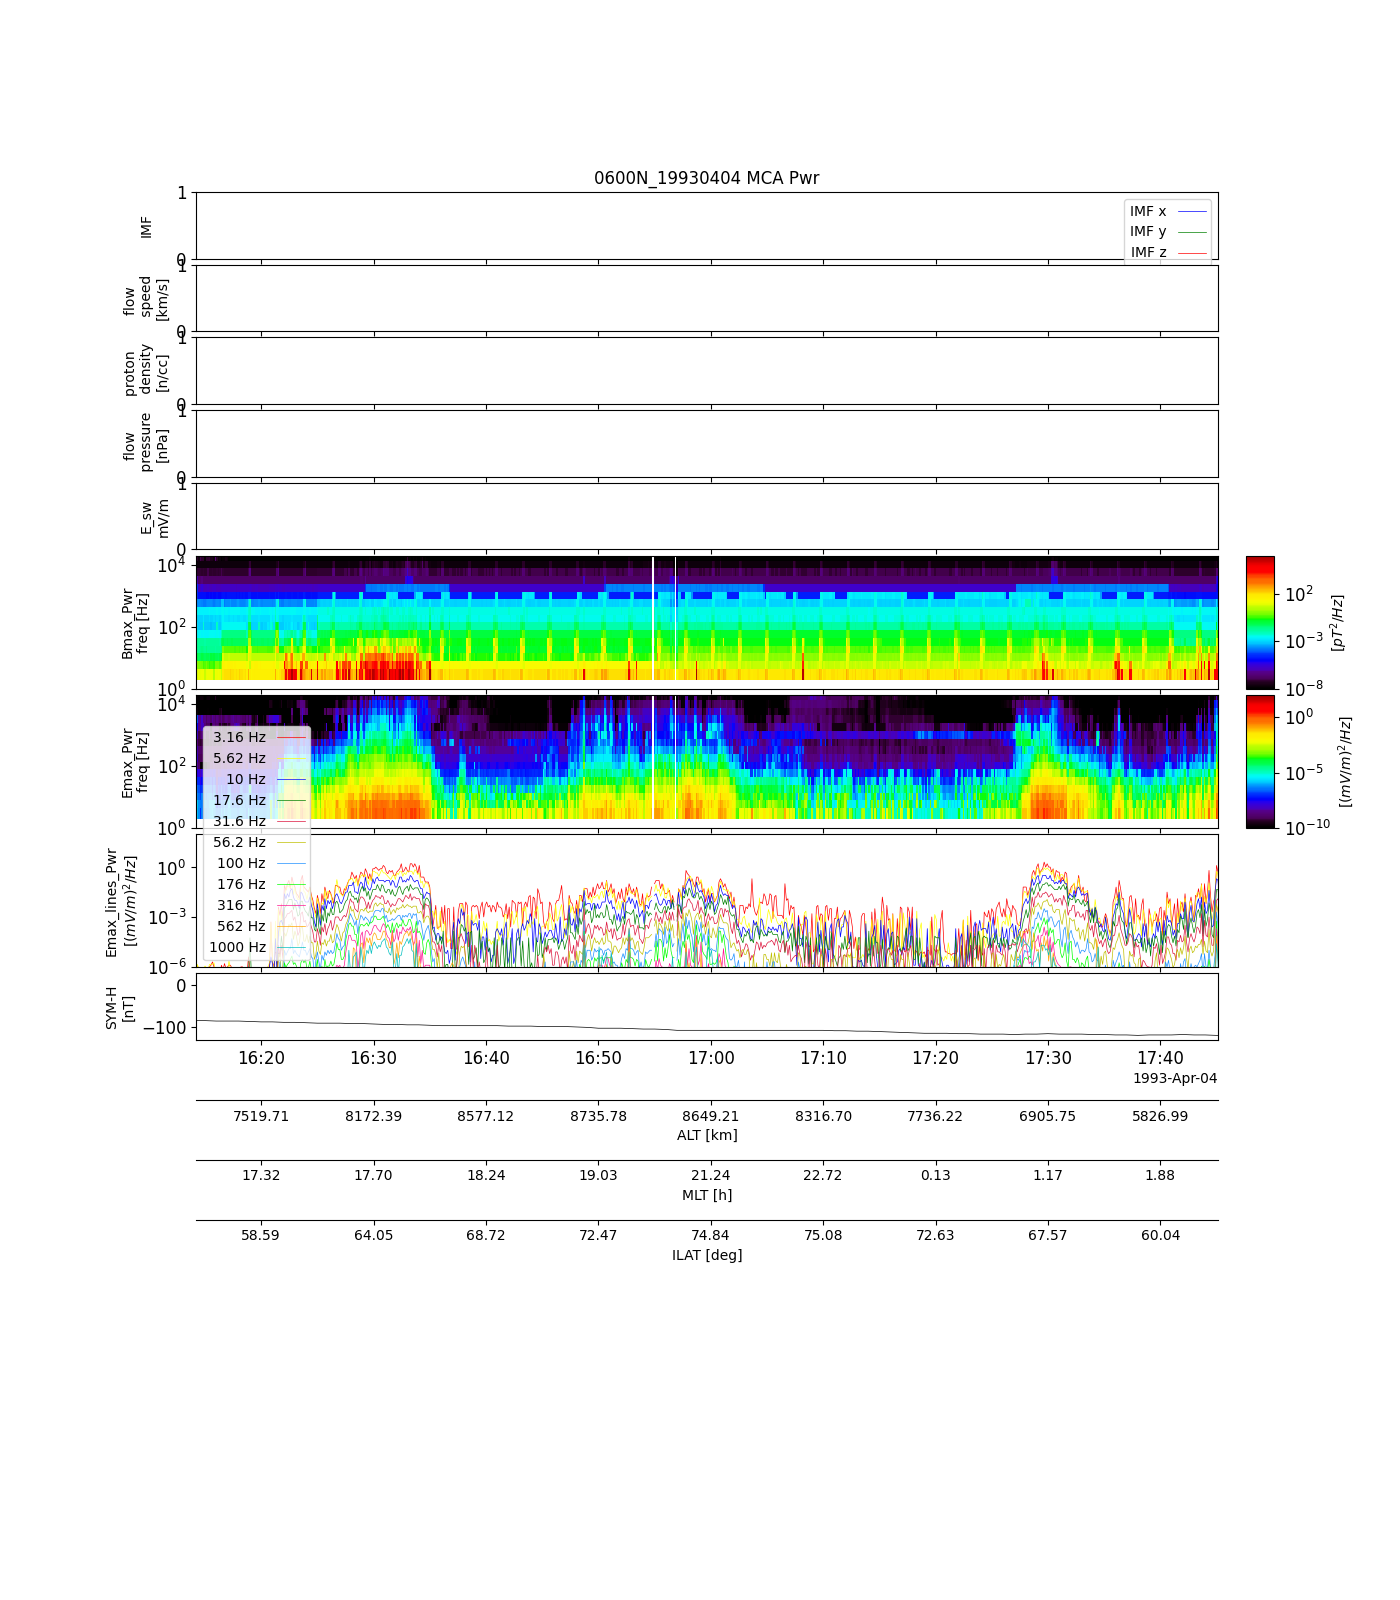 0600N_19930404 MCA Pwr
1
IMF
IMF x
IMF y
IMF z
0
1
flow
speed
[km/s]
0
1
proton
density
[n/cc]
0
1
flow
pressure
[nPa]
0
1
E_sw
mV/m
0
10^4
10^2
10^0
Bmax_Pwr
freq [Hz]
10^2
10^-3
10^-8
[pT^2/Hz]
10^4
10^2
10^0
Emax_Pwr
freq [Hz]
10^0
10^-5
10^-10
[(mV/m)^2/Hz]
3.16 Hz
5.62 Hz
10 Hz
17.6 Hz
31.6 Hz
56.2 Hz
100 Hz
176 Hz
316 Hz
562 Hz
1000 Hz
10^0
10^-3
10^-6
Emax_lines_Pwr
[(mV/m)^2/Hz]
0
−100
SYM-H
[nT]
16:20 16:30 16:40 16:50 17:00 17:10 17:20 17:30 17:40
1993-Apr-04
7519.71 8172.39 8577.12 8735.78 8649.21 8316.70 7736.22 6905.75 5826.99
ALT [km]
17.32 17.70 18.24 19.03 21.24 22.72 0.13 1.17 1.88
MLT [h]
58.59 64.05 68.72 72.47 74.84 75.08 72.63 67.57 60.04
ILAT [deg]